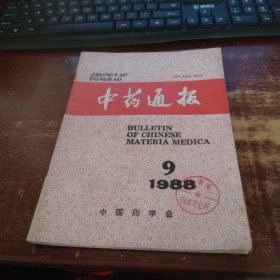 ZHONGYAO
TONGBAO
中药通报
BULLETIN
OF CHINESE
MATERIA MEDICA
9
1988
中国药学会